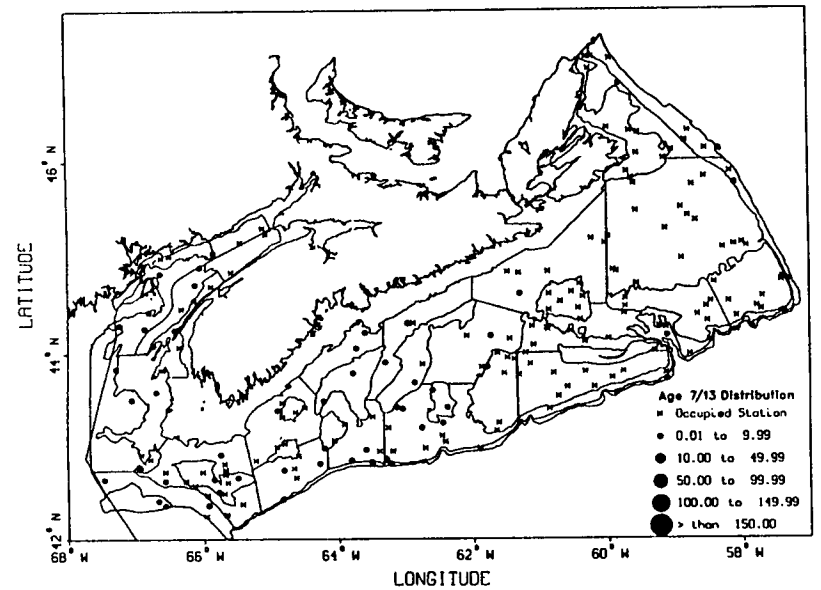 46° N
44° N
42° N
LATITUDE
Age 7/13 Distribution
Occupied Station
0.01 to 9.99
10.00 to 49.99
50.00 to 99.99
100.00 to 149.99
> than 150.00
68° W 66° W 64° W 62° W 60° W 58° W
LONGITUDE